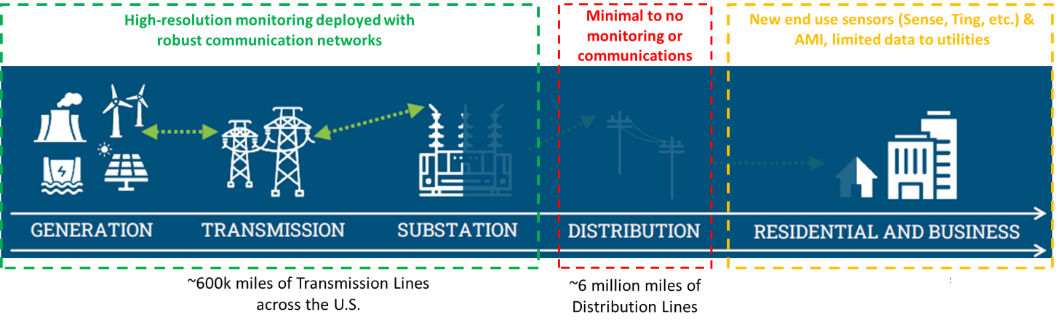 High-resolution monitoring deployed with
robust communication networks
Minimal to no
monitoring or
communications
New end use sensors (Sense, Ting, etc.) &
AMI, limited data to utilities
GENERATION
TRANSMISSION
SUBSTATION
DISTRIBUTION
RESIDENTIAL AND BUSINESS
~600k miles of Transmission Lines
across the U.S.
~6 million miles of
Distribution Lines